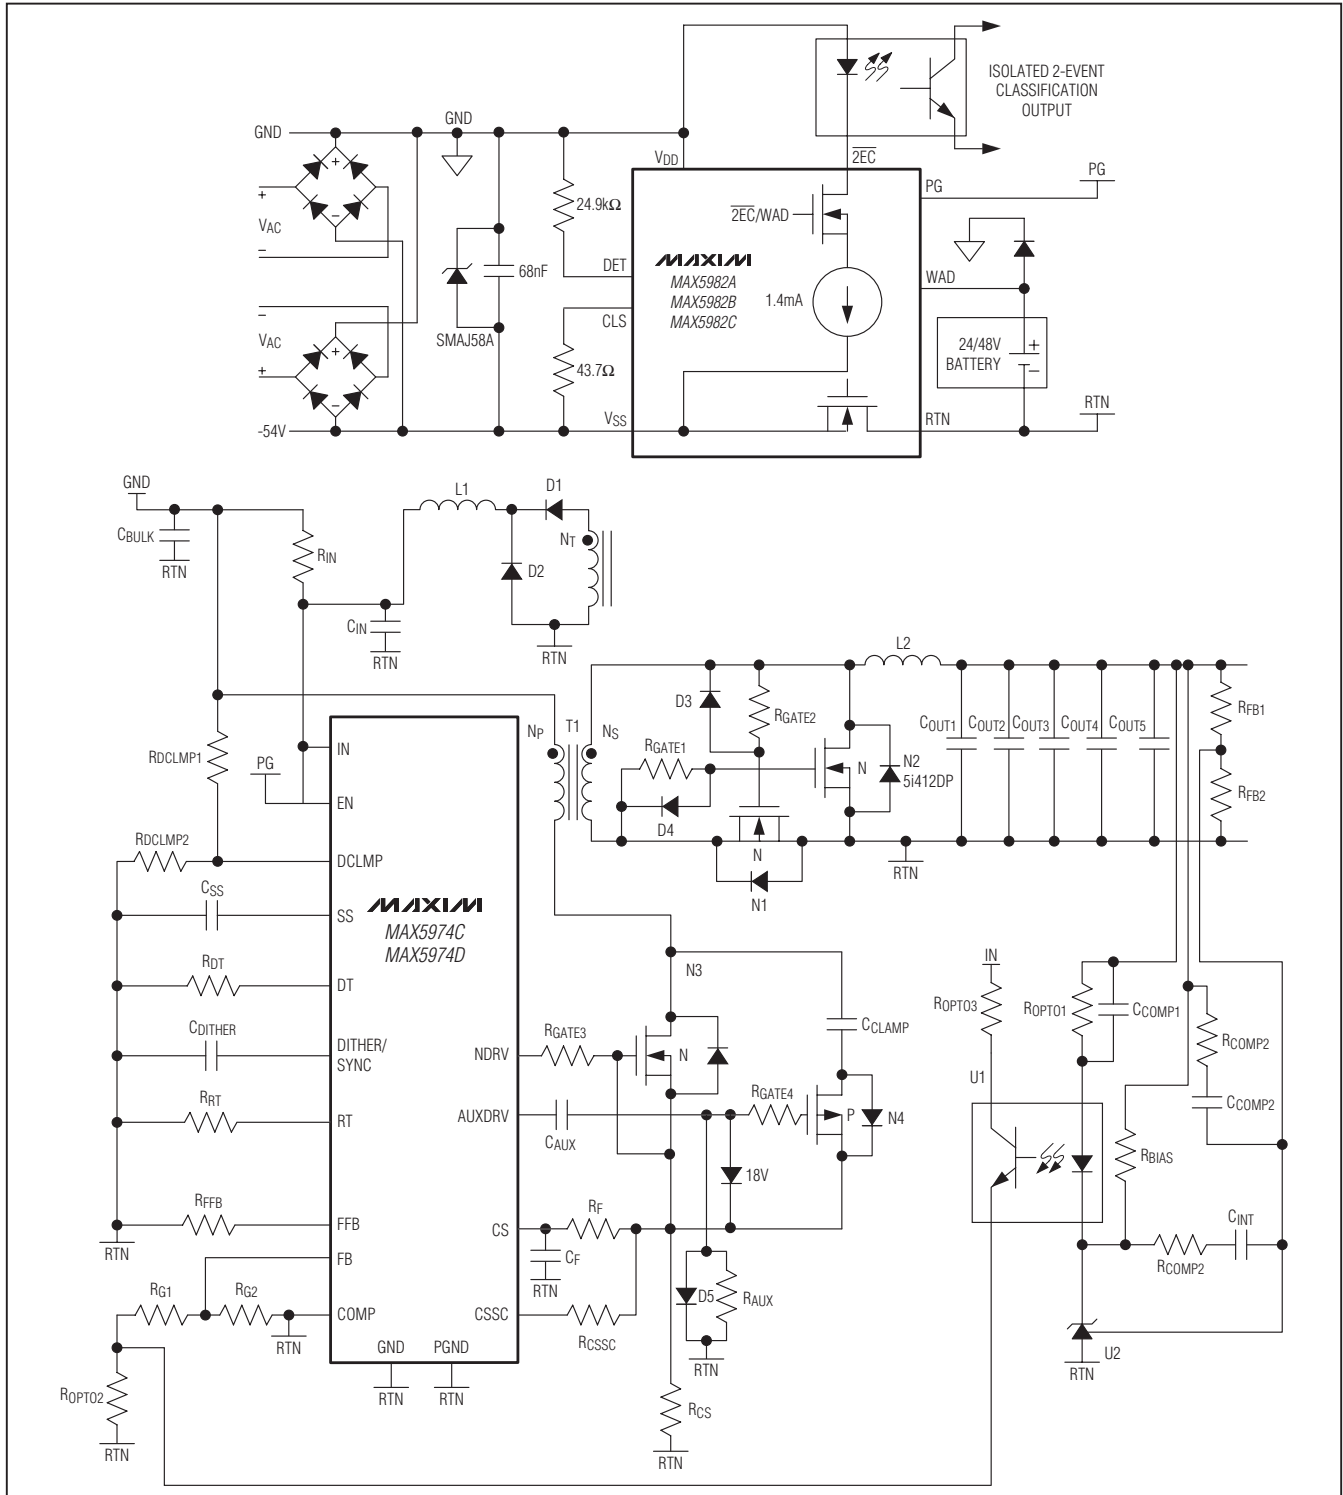 ISOLATED 2-EVENT
CLASSIFICATION
OUTPUT
GND
GND
VDD
2EC
PG
PG
+
+
VAC
−
−
24.9kΩ
2EC/WAD
DET
MAXIM
MAX5982A
MAX5982B
MAX5982C
1.4mA
WAD
68nF
−
VAC
+
+
−
SMAJ58A
CLS
43.7Ω
24/48V
BATTERY
+
−
-54V
VSS
RTN
RTN
GND
CBULK
RTN
RIN
L1
D1
NT
D2
CIN
RTN
RTN
L2
RDCLMP1
PG
IN
EN
NP
T1
NS
D3
RGATE2
RGATE1
D4
N
N2
5i412DP
COUT1
COUT2
COUT3
COUT4
COUT5
RFB1
RFB2
RDCLMP2
DCLMP
N
N1
RTN
CSS
SS
MAXIM
MAX5974C
MAX5974D
RDT
DT
N3
IN
ROPTO3
ROPTO1
CCOMP1
RCOMP2
CCOMP2
CDITHER
DITHER/
SYNC
NDRV
RGATE3
N
CCLAMP
U1
RRT
RT
AUXDRV
CAUX
RGATE4
P
N4
18V
RBIAS
RFFB
FFB
RTN
CS
RF
CF
RTN
CINT
RCOMP2
FB
RG1
RG2
COMP
RTN
CSSC
RCSSC
D5
RAUX
RTN
U2
RTN
GND
PGND
RTN
RTN
ROPTO2
RTN
RCS
RTN